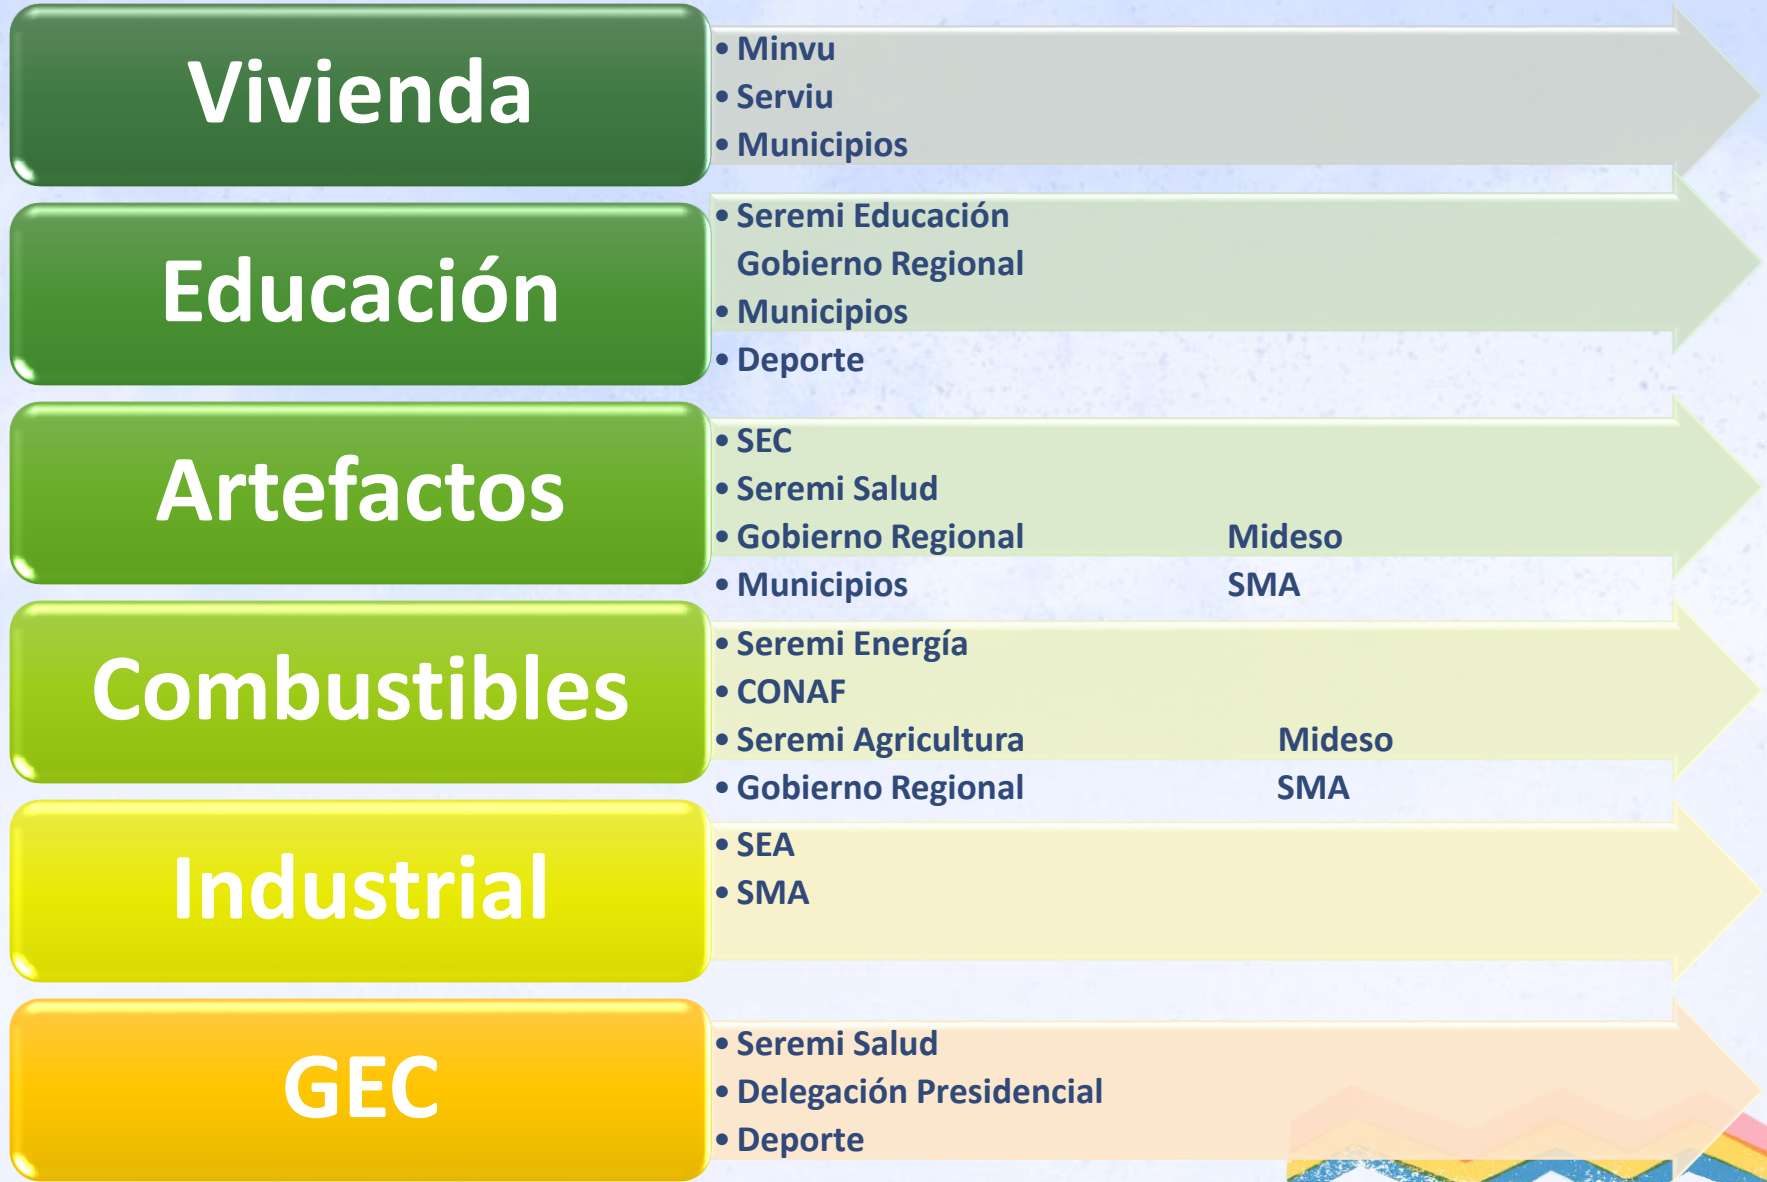 Vivienda
• Minvu
• Serviu
• Municipios
Educación
• Seremi Educación
Gobierno Regional
• Municipios
• Deporte
Artefactos
• SEC
• Seremi Salud
• Gobierno Regional Mideso
• Municipios SMA
Combustibles
• Seremi Energía
• CONAF
• Seremi Agricultura Mideso
• Gobierno Regional SMA
Industrial
• SEA
• SMA
GEC
• Seremi Salud
• Delegación Presidencial
• Deporte